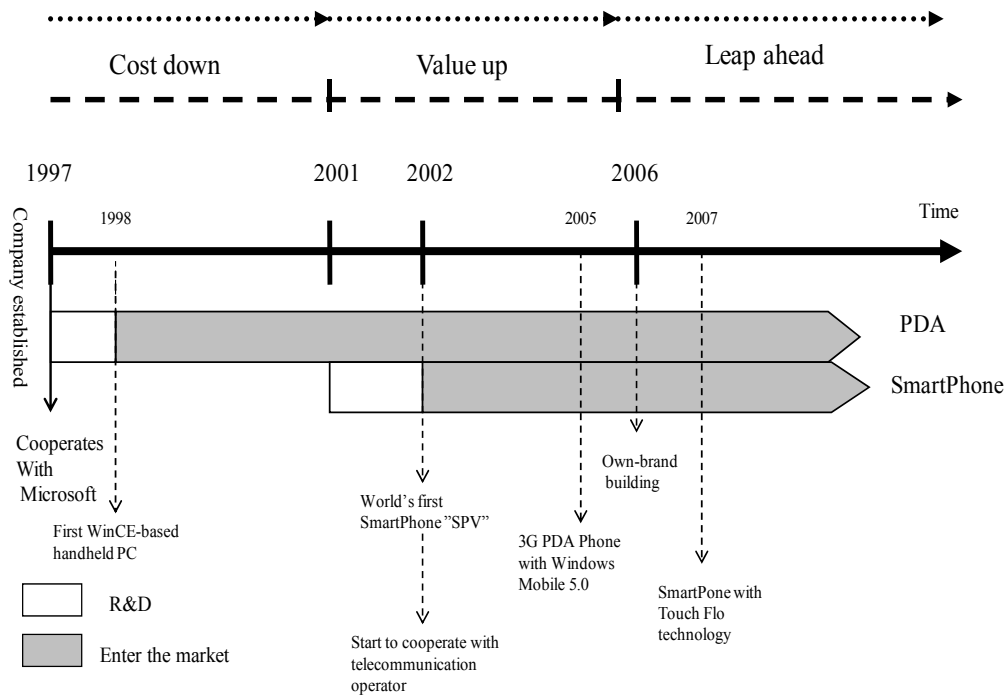 Cost down
Value up
Leap ahead
1997
2001
2002
2006
1998
2005
2007
Time
Company established
PDA
SmartPhone
Cooperates
With
Microsoft
First WinCE-based
handheld PC
World's first
SmartPhone "SPV"
Start to cooperate with
telecommunication
operator
3G PDA Phone
with Windows
Mobile 5.0
Own-brand
building
SmartPone with
Touch Flo
technology
R&D
Enter the market